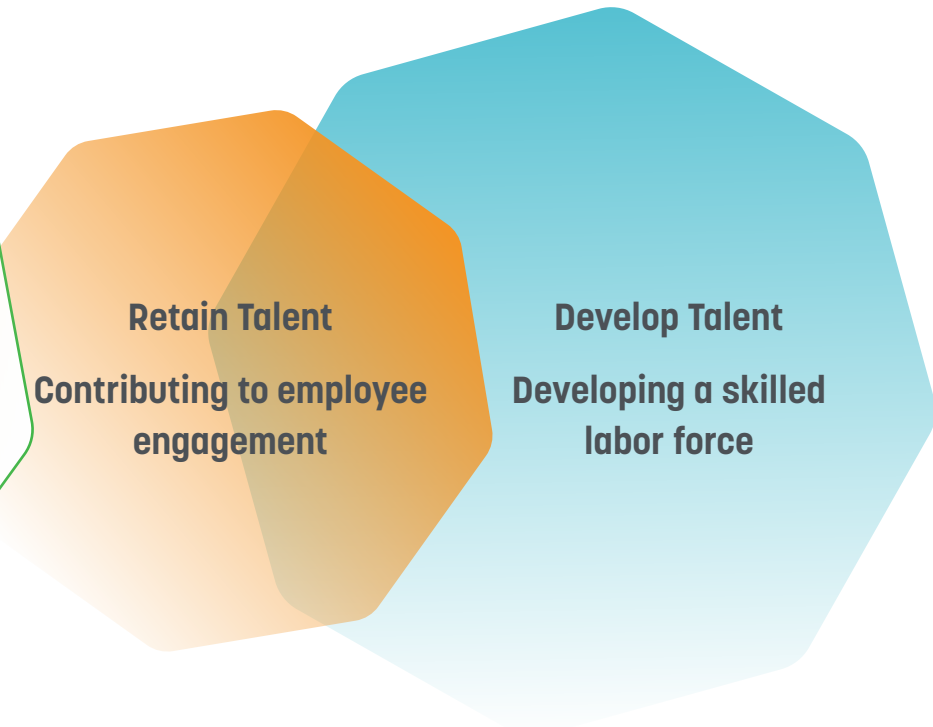 Retain Talent
Contributing to employee
engagement
Develop Talent
Developing a skilled
labor force